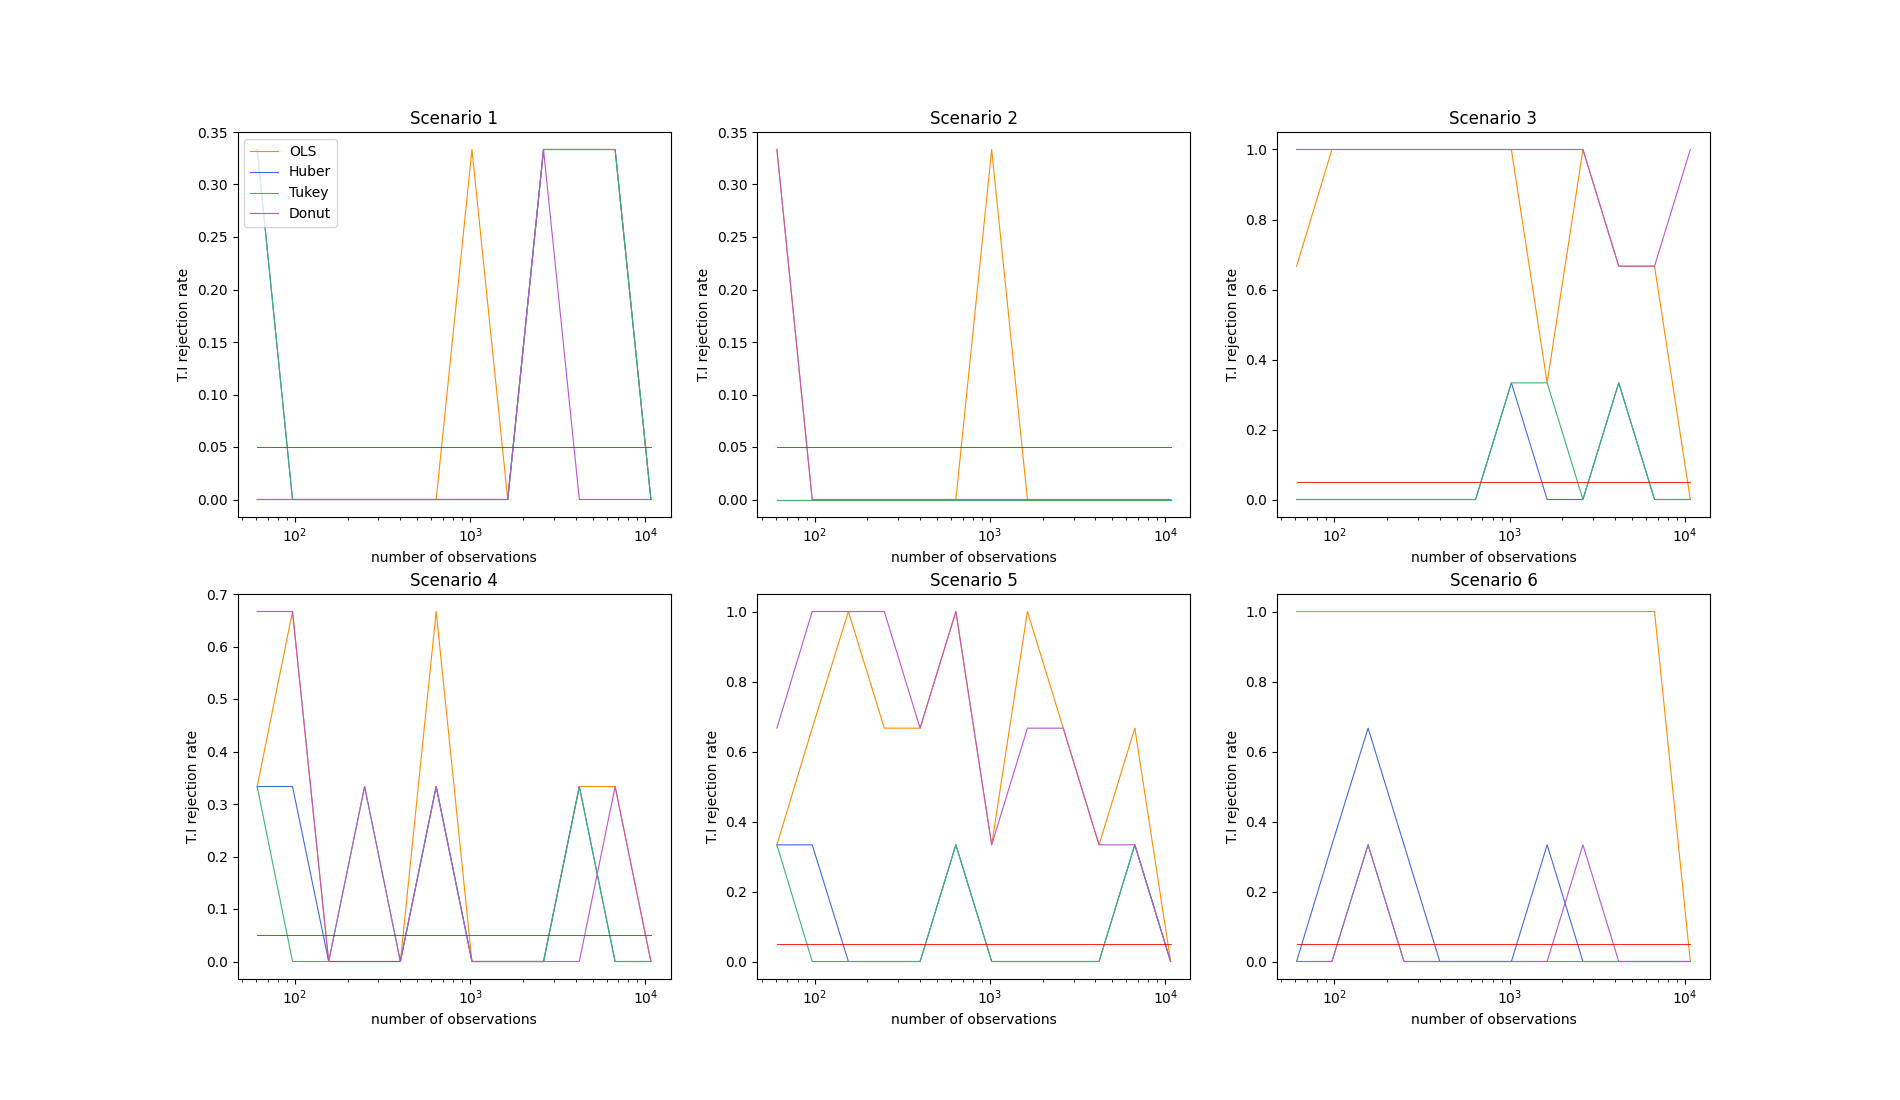 Scenario 1
0.35
0.30
0.25
0.20
0.15
0.10
0.05
0.00
T.I rejection rate
OLS
Huber
Tukey
Donut
10²
10³
10⁴
number of observations
Scenario 2
0.35
0.30
0.25
0.20
0.15
0.10
0.05
0.00
T.I rejection rate
10²
10³
10⁴
number of observations
Scenario 3
1.0
0.8
0.6
0.4
0.2
0.0
T.I rejection rate
10²
10³
10⁴
number of observations
Scenario 4
0.7
0.6
0.5
0.4
0.3
0.2
0.1
0.0
T.I rejection rate
10²
10³
10⁴
number of observations
Scenario 5
1.0
0.8
0.6
0.4
0.2
0.0
T.I rejection rate
10²
10³
10⁴
number of observations
Scenario 6
1.0
0.8
0.6
0.4
0.2
0.0
T.I rejection rate
10²
10³
10⁴
number of observations